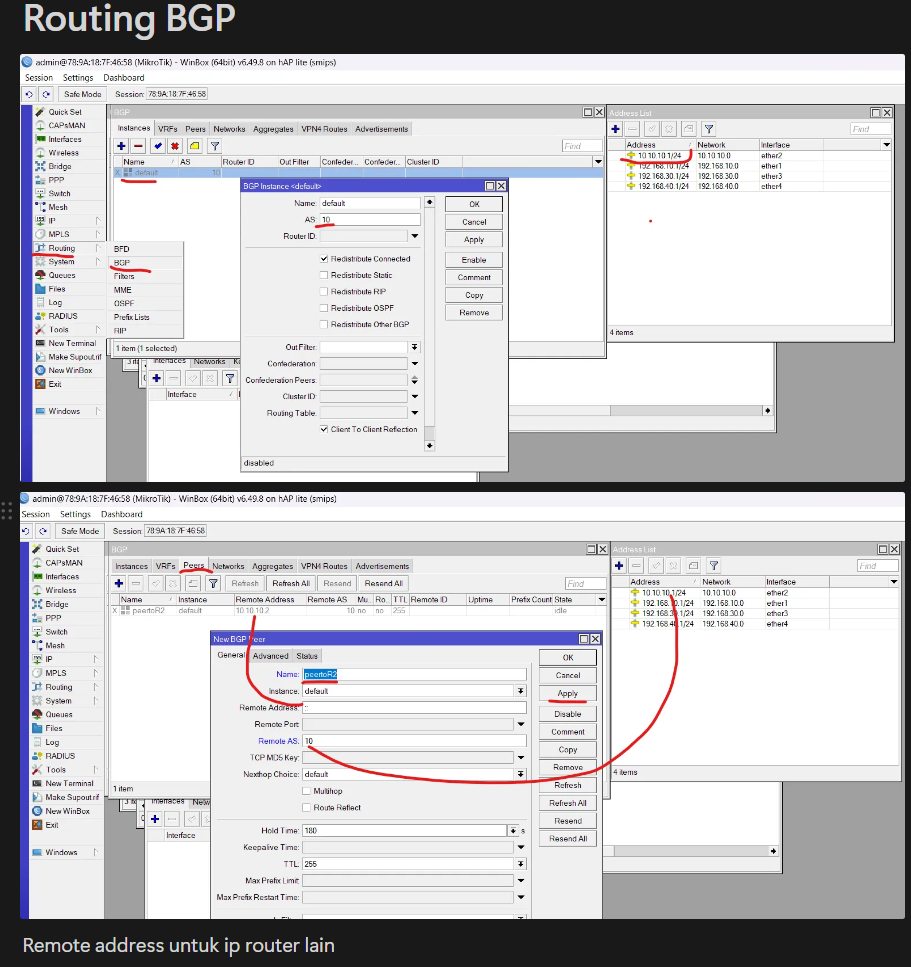 Routing BGP
admin@78:9A:18:7F:46:58 (MikroTik) - WinBox (64bit) v6.49.8 on hAP lite (smips)
Session Settings Dashboard
Safe Mode Session: 78:9A:18:7F:46:58
Quick Set
CAPsMAN
Interfaces
Wireless
Bridge
PPP
Switch
Mesh
IP
MPLS
Routing
System
Queues
Files
Log
RADIUS
Tools
New Terminal
Make Supout.rif
New WinBox
Exit
Windows
BFD
BGP
Filters
MME
OSPF
Prefix Lists
RIP
BGP
Instances VRFs Peers Networks Aggregates VPN4 Routes Advertisements
Find
Name AS Router ID Out Filter Confeder... Confeder... Cluster ID
X default 10
1 item (1 selected)
Interfaces Networks
Interface
BGP Instance <default>
Name: default
AS: 10
Router ID:
Redistribute Connected
Redistribute Static
Redistribute RIP
Redistribute OSPF
Redistribute Other BGP
Out Filter:
Confederation:
Confederation Peers:
Cluster ID:
Routing Table:
Client To Client Reflection
disabled
OK
Cancel
Apply
Enable
Comment
Copy
Remove
Address List
Find
Address Network Interface
10.10.10.1/24 10.10.10.0 ether2
192.168.10.1/24 192.168.10.0 ether1
192.168.30.1/24 192.168.30.0 ether3
192.168.40.1/24 192.168.40.0 ether4
4 items
admin@78:9A:18:7F:46:58 (MikroTik) - WinBox (64bit) v6.49.8 on hAP lite (smips)
Session Settings Dashboard
Safe Mode Session: 78:9A:18:7F:46:58
Quick Set
CAPsMAN
Interfaces
Wireless
Bridge
PPP
Switch
Mesh
IP
MPLS
Routing
System
Queues
Files
Log
RADIUS
Tools
New Terminal
Make Supout.rif
New WinBox
Exit
Windows
BGP
Instances VRFs Peers Networks Aggregates VPN4 Routes Advertisements
Refresh Refresh All Resend Resend All Find
Name Instance Remote Address Remote AS Mu... Ro... TTL Remote ID Uptime Prefix Count State
X peertoR2 default 10.10.10.2 10 no no 255 idle
1 item
Interfaces
Interface
New BGP Peer
General Advanced Status
Name: peertoR2
Instance: default
Remote Address: ::
Remote Port:
Remote AS: 10
TCP MD5 Key:
Nexthop Choice: default
Multihop
Route Reflect
Hold Time: 180 s
Keepalive Time:
TTL: 255
Max Prefix Limit:
Max Prefix Restart Time:
OK
Cancel
Apply
Disable
Comment
Copy
Remove
Refresh
Refresh All
Resend
Resend All
Address List
Find
Address Network Interface
10.10.10.1/24 10.10.10.0 ether2
192.168.10.1/24 192.168.10.0 ether1
192.168.30.1/24 192.168.30.0 ether3
192.168.40.1/24 192.168.40.0 ether4
4 items
Remote address untuk ip router lain